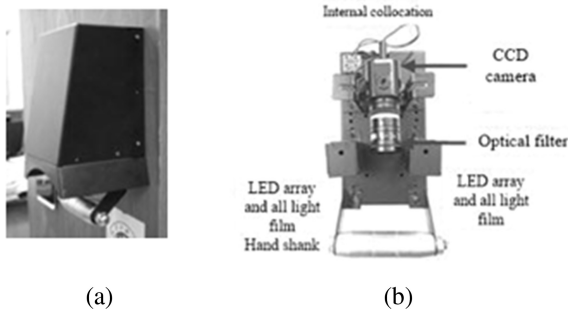 Internal collocation
CCD
camera
Optical filter
LED array
and all light
film
Hand shank
LED array
and all light
film
(a)
(b)